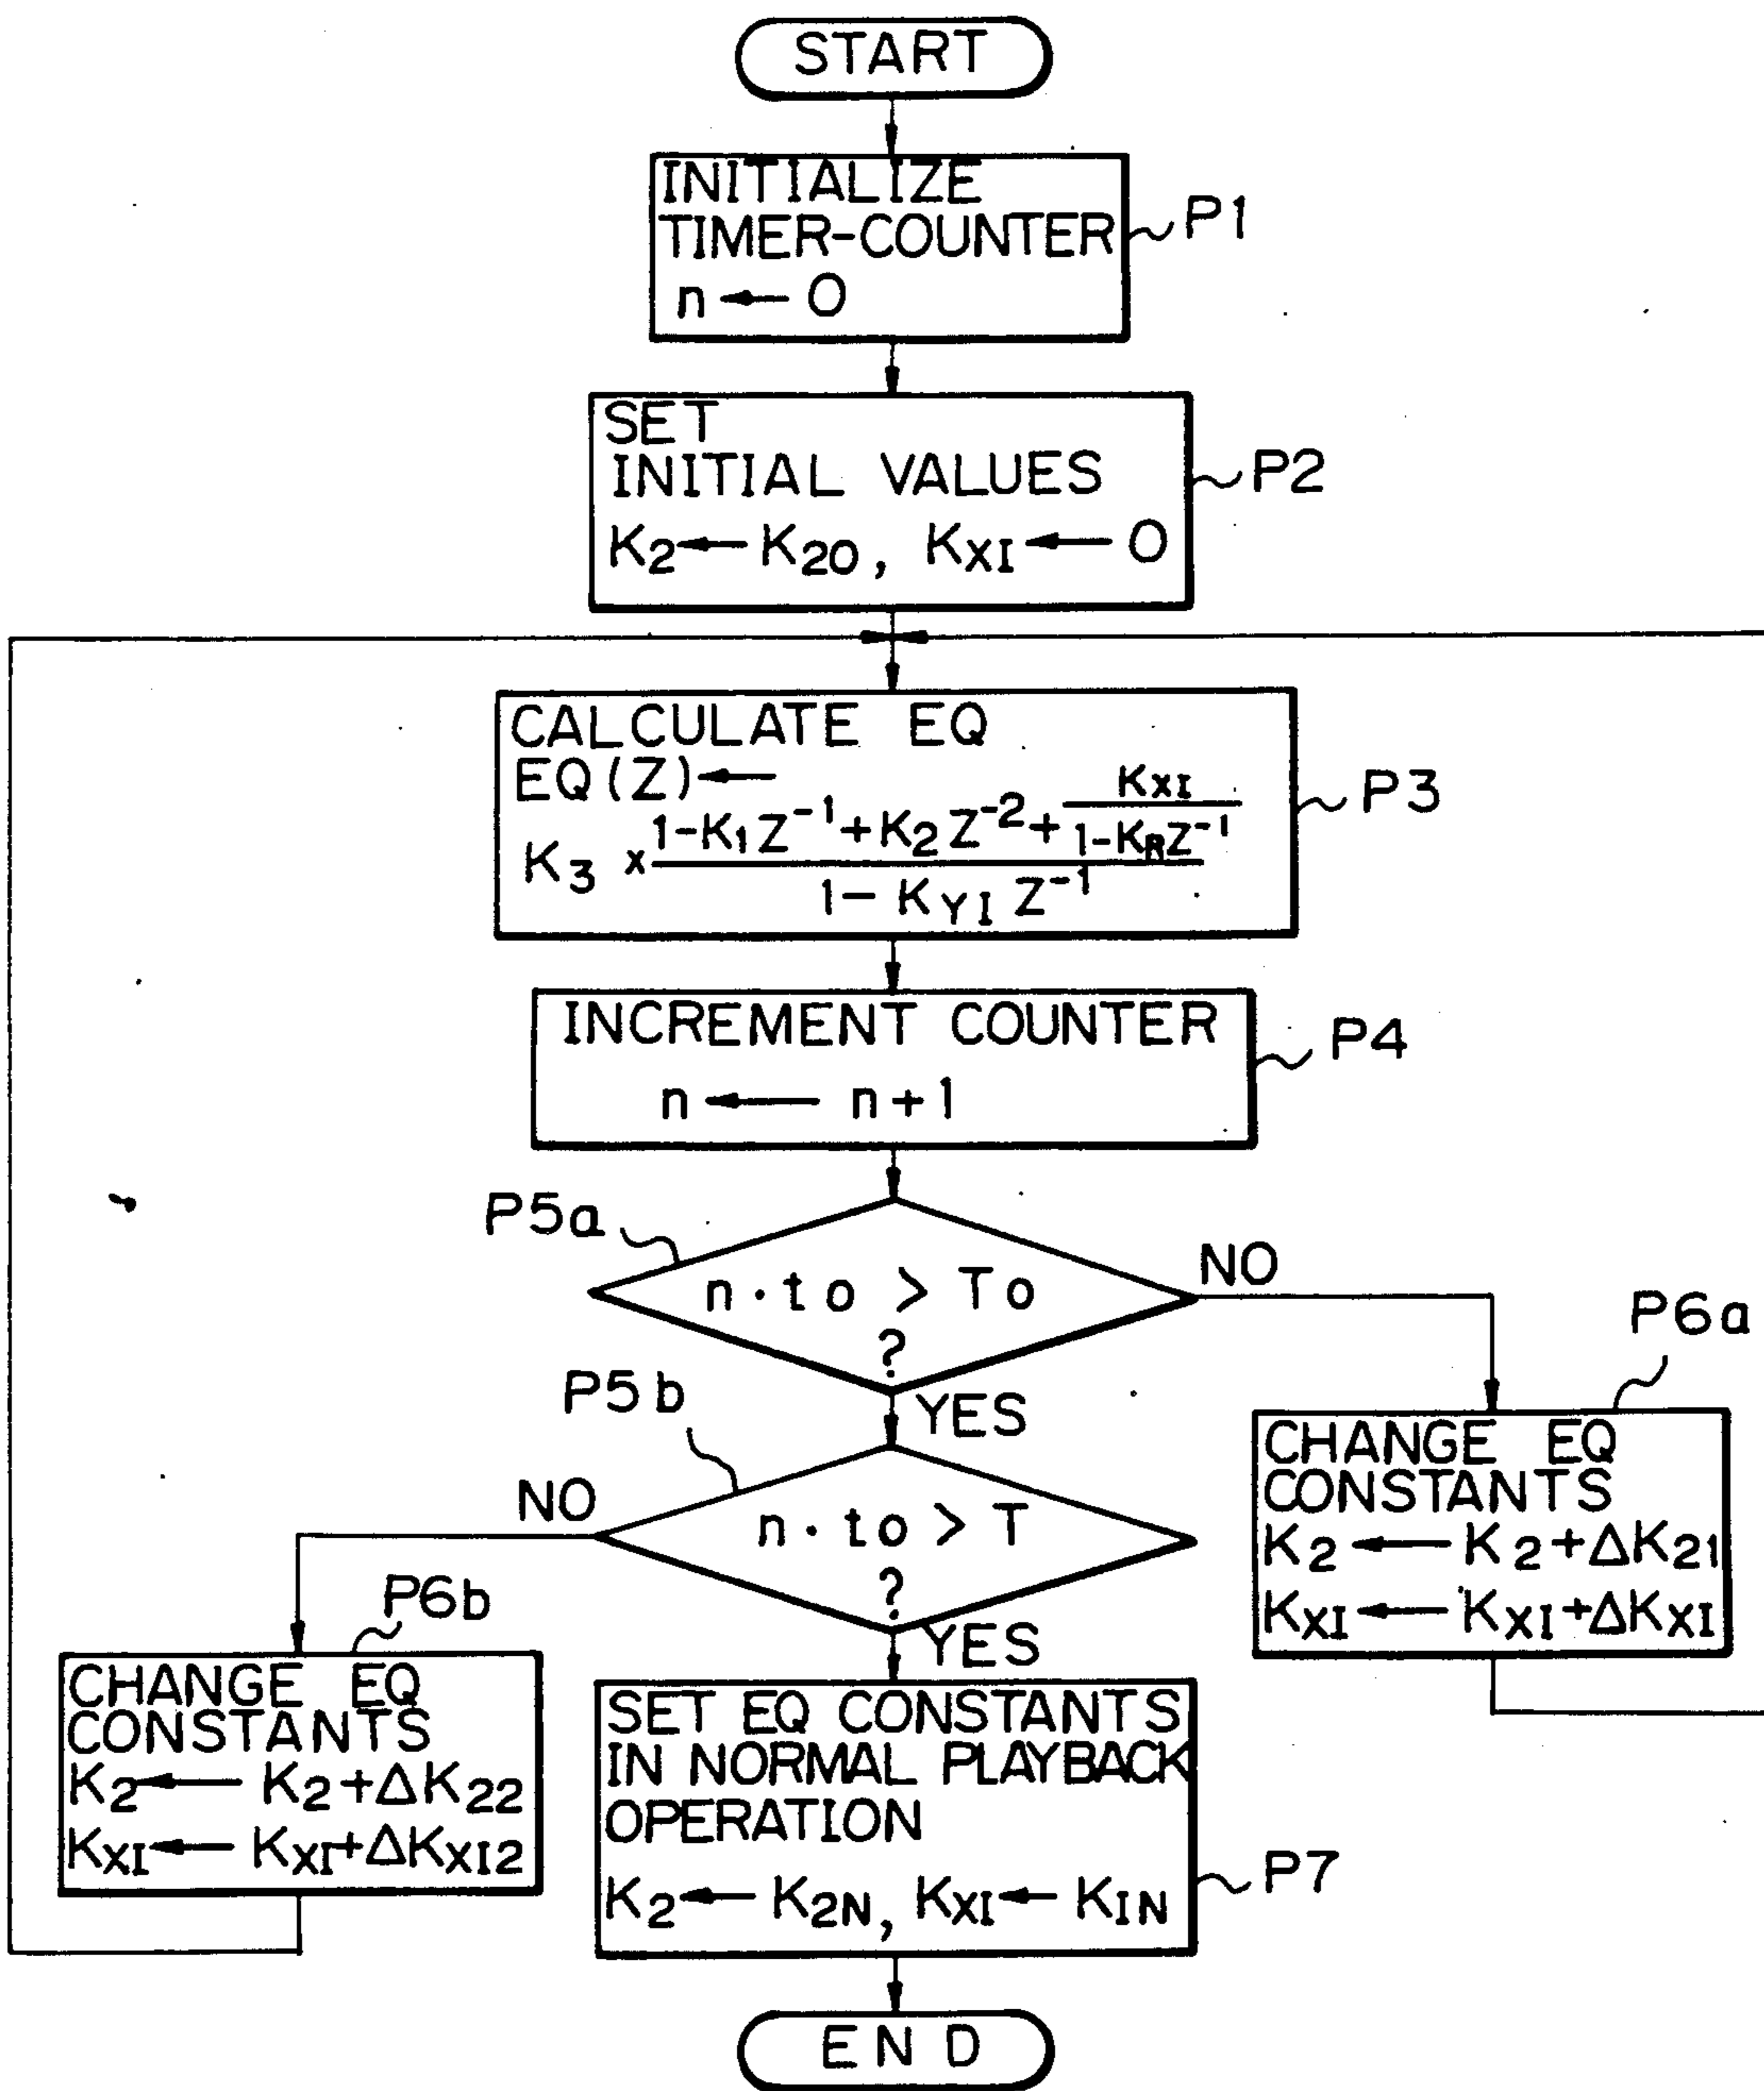 START
INITIALIZE
TIMER-COUNTER
n ← 0
P1
SET
INITIAL VALUES
K2 ← K20, KXI ← 0
P2
CALCULATE EQ
EQ(Z) ←
KXI
1-K1Z⁻¹+K2Z⁻²+
1-KRZ⁻¹
K3 ×
1-KYIZ⁻¹
P3
INCREMENT COUNTER
n ← n+1
P4
P5a
n·to > To
?
NO
YES
P6a
CHANGE EQ
CONSTANTS
K2 ← K2+ΔK21
KXI ← KXI+ΔKXI
P5b
n·to > T
?
NO
YES
P6b
CHANGE EQ
CONSTANTS
K2 ← K2+ΔK22
KXI ← KXI+ΔKXI2
SET EQ CONSTANTS
IN NORMAL PLAYBACK
OPERATION
K2 ← K2N, KXI ← KIN
P7
END